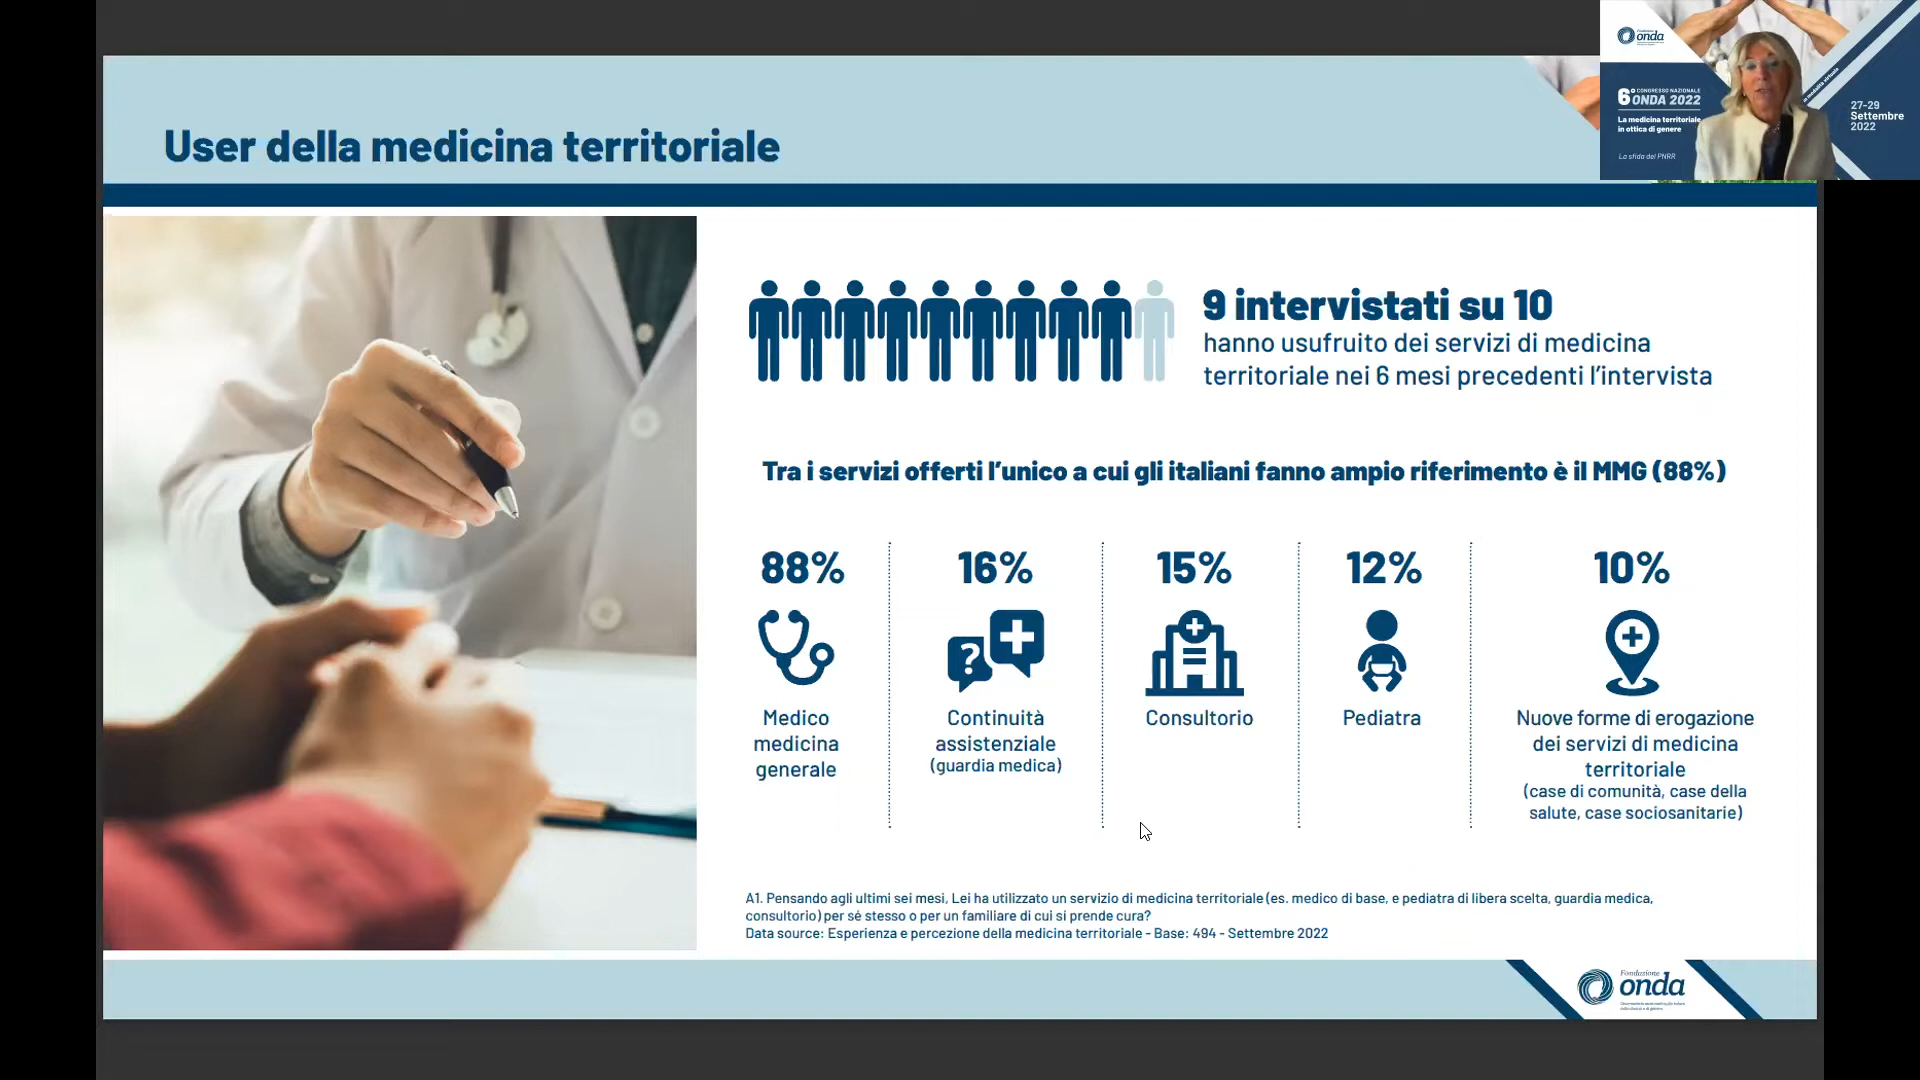 User della medicina territoriale
Fondazione
onda
6° CONGRESSO NAZIONALE
ONDA 2022
La medicina territoriale
in ottica di genere
La sfida del PNRR
27-29
Settembre
2022
9 intervistati su 10
hanno usufruito dei servizi di medicina
territoriale nei 6 mesi precedenti l'intervista
Tra i servizi offerti l'unico a cui gli italiani fanno ampio riferimento è il MMG (88%)
88%
Medico
medicina
generale
16%
?
Continuità
assistenziale
(guardia medica)
15%
Consultorio
12%
Pediatra
10%
Nuove forme di erogazione
dei servizi di medicina
territoriale
(case di comunità, case della
salute, case sociosanitarie)
A1. Pensando agli ultimi sei mesi, Lei ha utilizzato un servizio di medicina territoriale (es. medico di base, e pediatra di libera scelta, guardia medica,
consultorio) per sé stesso o per un familiare di cui si prende cura?
Data source: Esperienza e percezione della medicina territoriale - Base: 494 - Settembre 2022
Fondazione
onda